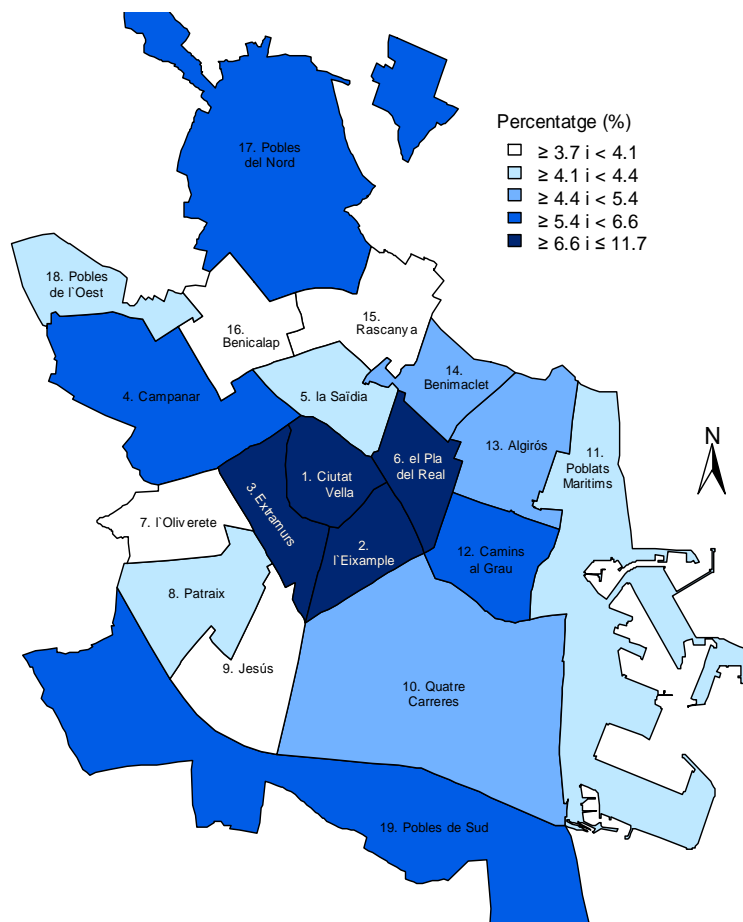 Percentatge (%)
≥ 3.7 i < 4.1
≥ 4.1 i < 4.4
≥ 4.4 i < 5.4
≥ 5.4 i < 6.6
≥ 6.6 i ≤ 11.7
17. Pobles
del Nord
18. Pobles
de l`Oest
15.
Rascanya
16.
Benicalap
14.
Benimaclet
4. Campanar
5. la Saïdia
13. Algirós
11.
Poblats
Maritims
N
6. el Pla
del Real
1. Ciutat
Vella
3. Extramurs
7. l`Oliverete
2.
l`Eixample
12. Camins
al Grau
8. Patraix
9. Jesús
10. Quatre
Carreres
19. Pobles de Sud